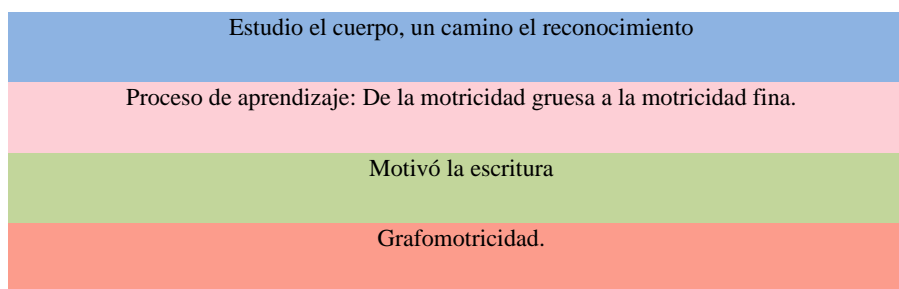 Estudio el cuerpo, un camino el reconocimiento
Proceso de aprendizaje: De la motricidad gruesa a la motricidad fina.
Motivó la escritura
Grafomotricidad.